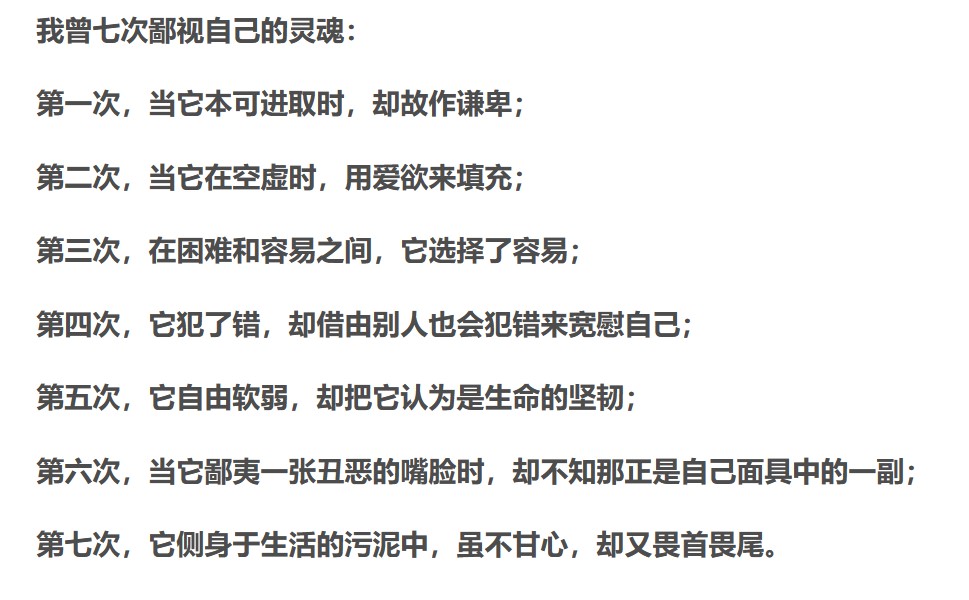 我曾七次鄙视自己的灵魂：
第一次，当它本可进取时，却故作谦卑；
第二次，当它在空虚时，用爱欲来填充；
第三次，在困难和容易之间，它选择了容易；
第四次，它犯了错，却借由别人也会犯错来宽慰自己；
第五次，它自由软弱，却把它认为是生命的坚韧；
第六次，当它鄙夷一张丑恶的嘴脸时，却不知那正是自己面具中的一副；
第七次，它侧身于生活的污泥中，虽不甘心，却又畏首畏尾。